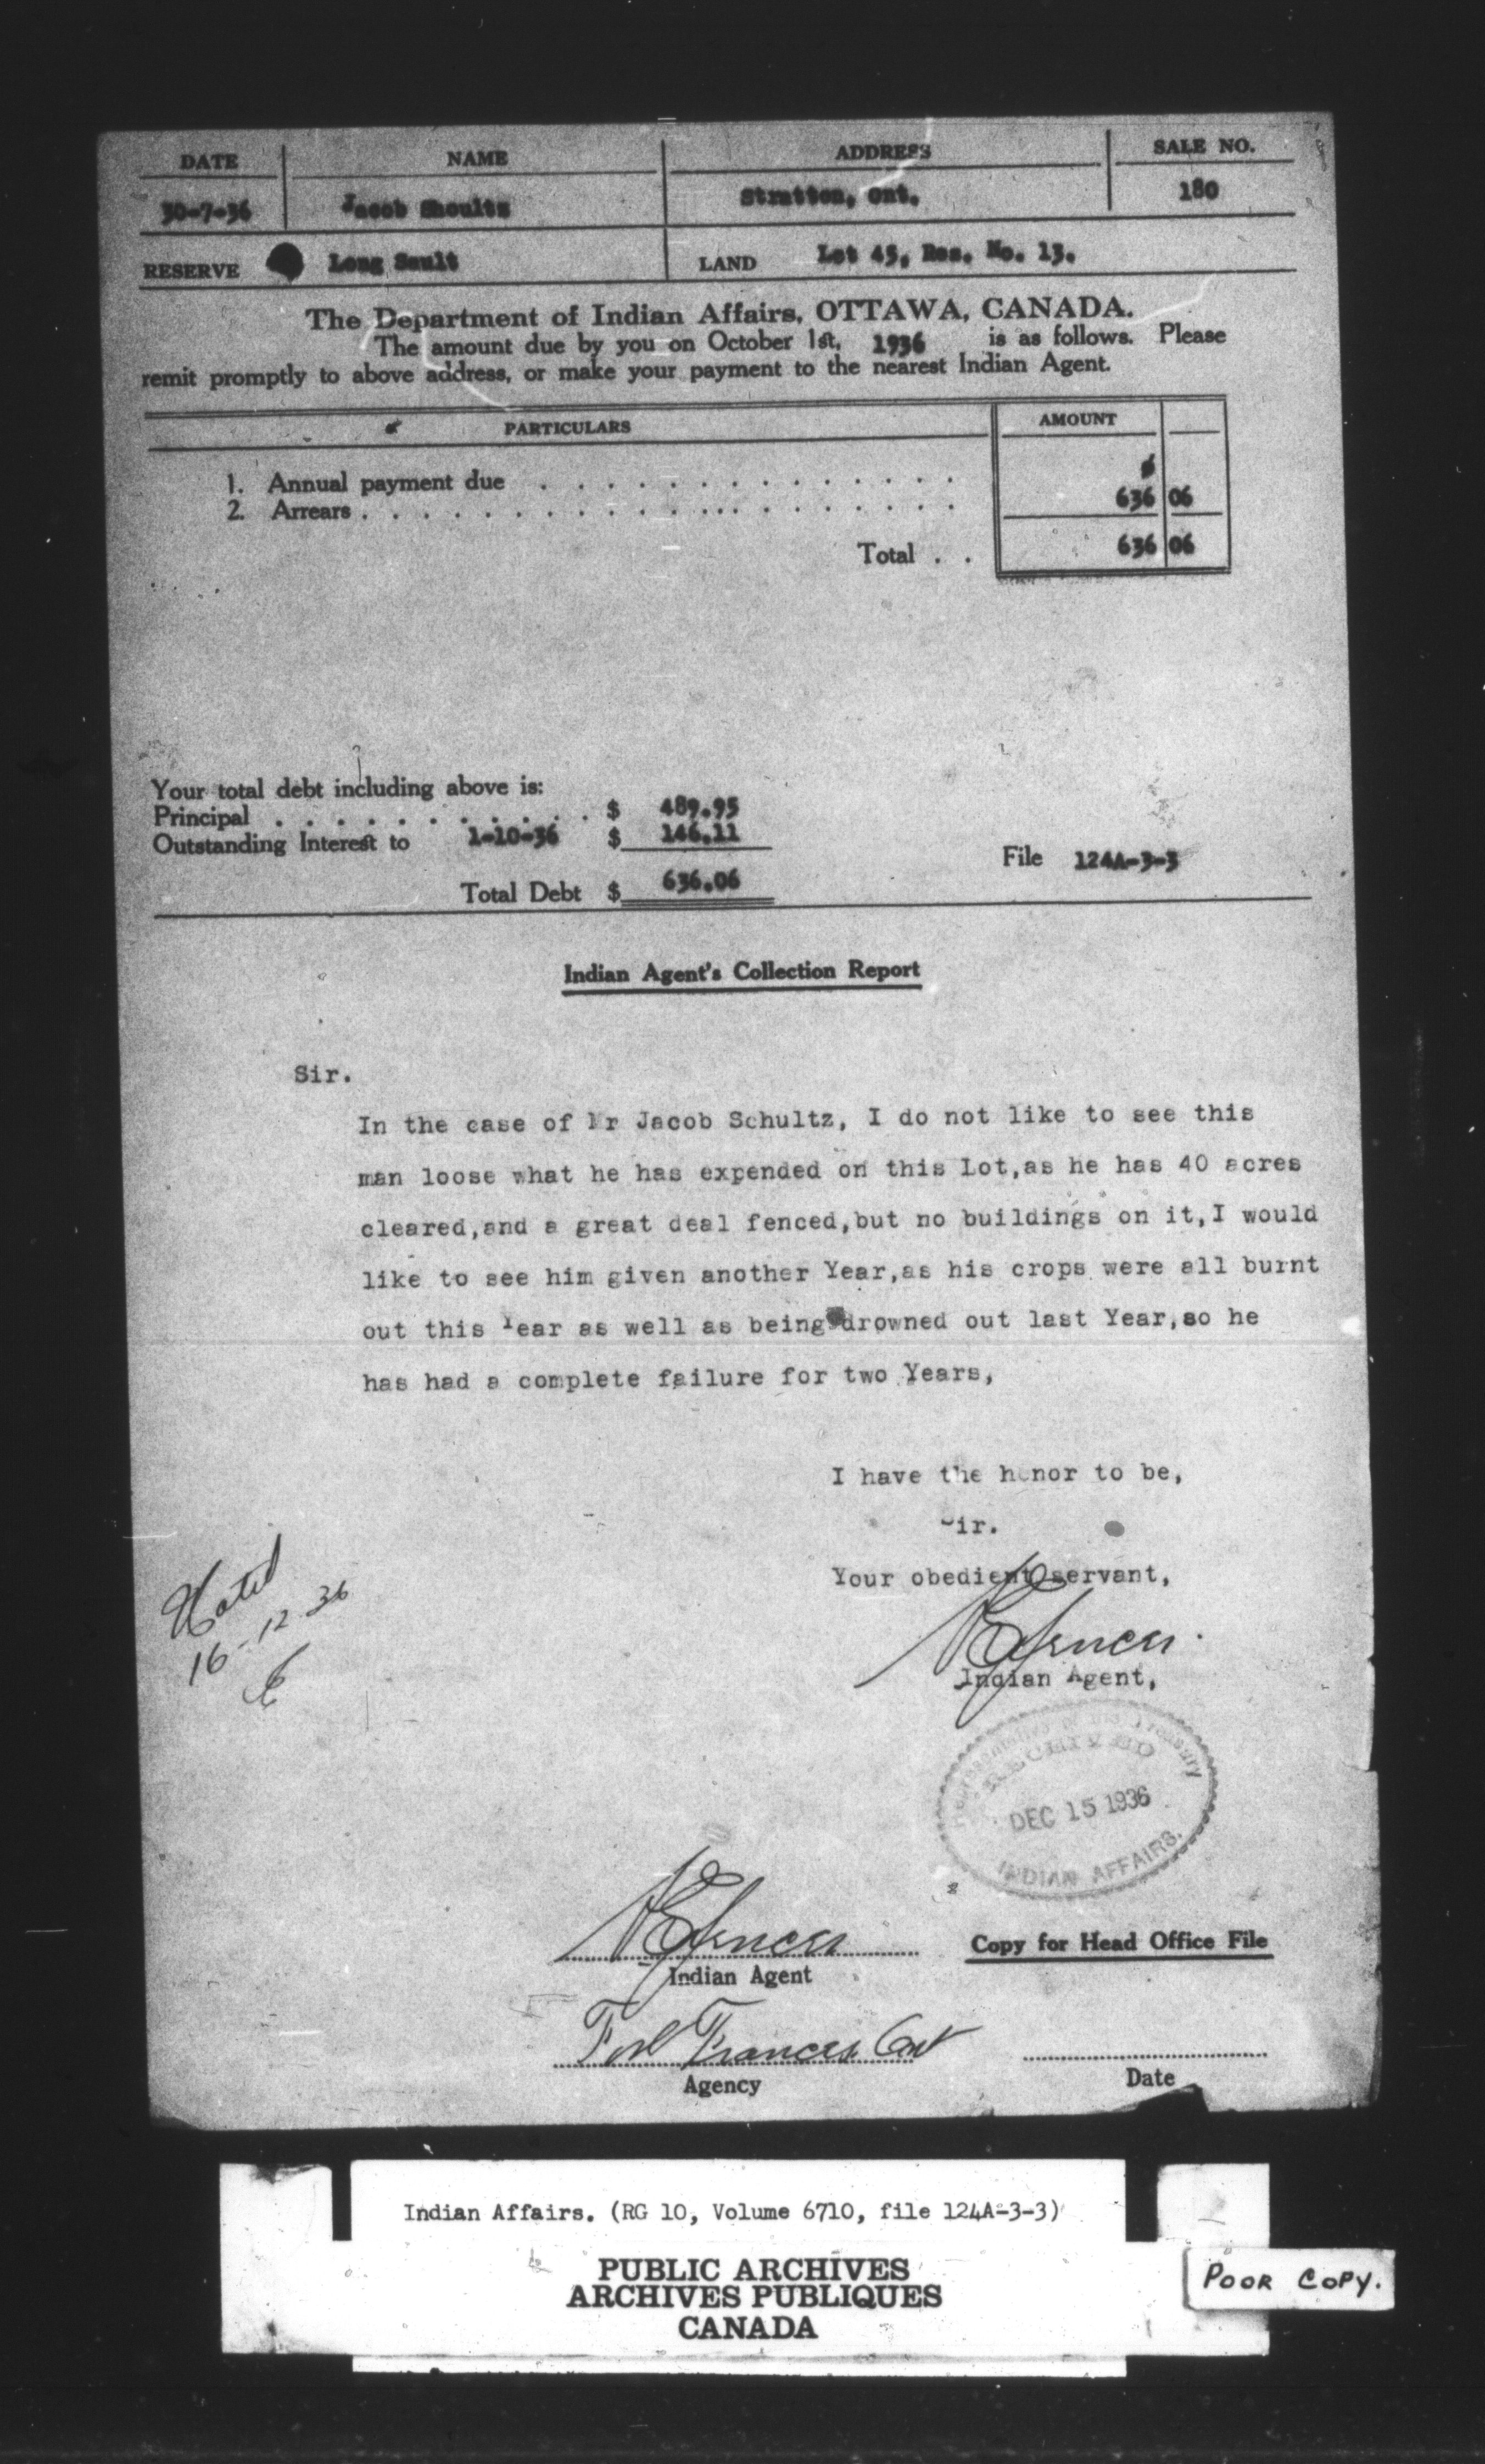 DATE NAME ADDRESS SALE NO.
30-7-36 Jacob Shoults Stratton, Ont. 180
RESERVE Long Sault LAND Lot 45, Res. No. 13.
The Department of Indian Affairs, OTTAWA, CANADA.
The amount due by you on October 1st, 1936 is as follows. Please
remit promptly to above address, or make your payment to the nearest Indian Agent.
PARTICULARS AMOUNT
1. Annual payment due . . . . . . . . . . . . . .
2. Arrears . . . . . . . . . . . . . . . . . . . . 636 06
Total . . 636 06
Your total debt including above is:
Principal . . . . . . . . . . . $ 489.95
Outstanding Interest to 1-10-36 $ 146.11
File 124A-3-3
Total Debt $ 636.06
Indian Agent's Collection Report
Sir.
In the case of Mr Jacob Schultz, I do not like to see this
man loose what he has expended on this Lot,as he has 40 acres
cleared,and a great deal fenced,but no buildings on it,I would
like to see him given another Year,as his crops were all burnt
out this Year as well as being drowned out last Year,so he
has had a complete failure for two Years,
I have the honor to be,
Sir.
Your obedient servant,
Indian Agent,
Noted
16-12-36
Representative of the Treasury
RECEIVED
DEC 15 1936
INDIAN AFFAIRS.
Copy for Head Office File
Indian Agent
Fort Frances Ont
Agency Date
Indian Affairs. (RG 10, Volume 6710, file 124A-3-3)
PUBLIC ARCHIVES
ARCHIVES PUBLIQUES
CANADA
POOR COPY.